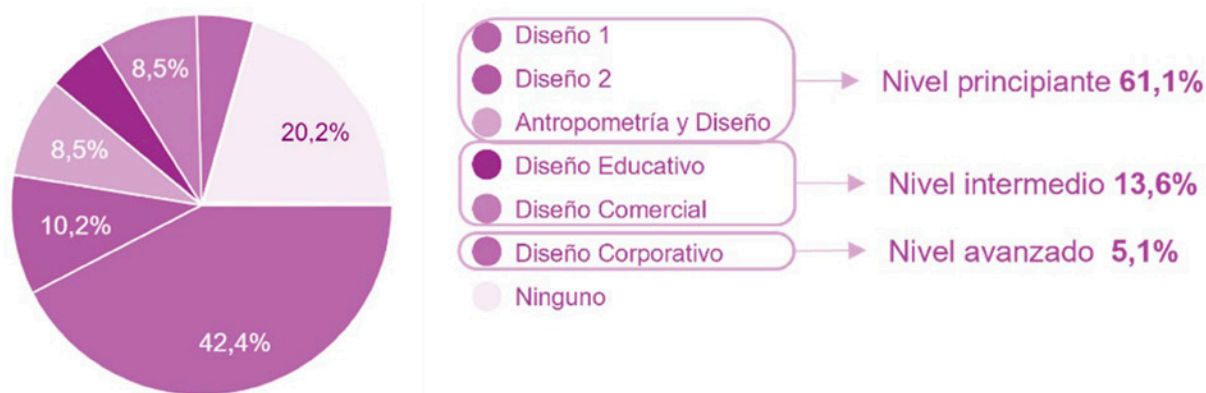 8,5%
20,2%
8,5%
10,2%
42,4%
Diseño 1
Diseño 2
Antropometría y Diseño
Diseño Educativo
Diseño Comercial
Diseño Corporativo
Ninguno
Nivel principiante 61,1%
Nivel intermedio 13,6%
Nivel avanzado 5,1%